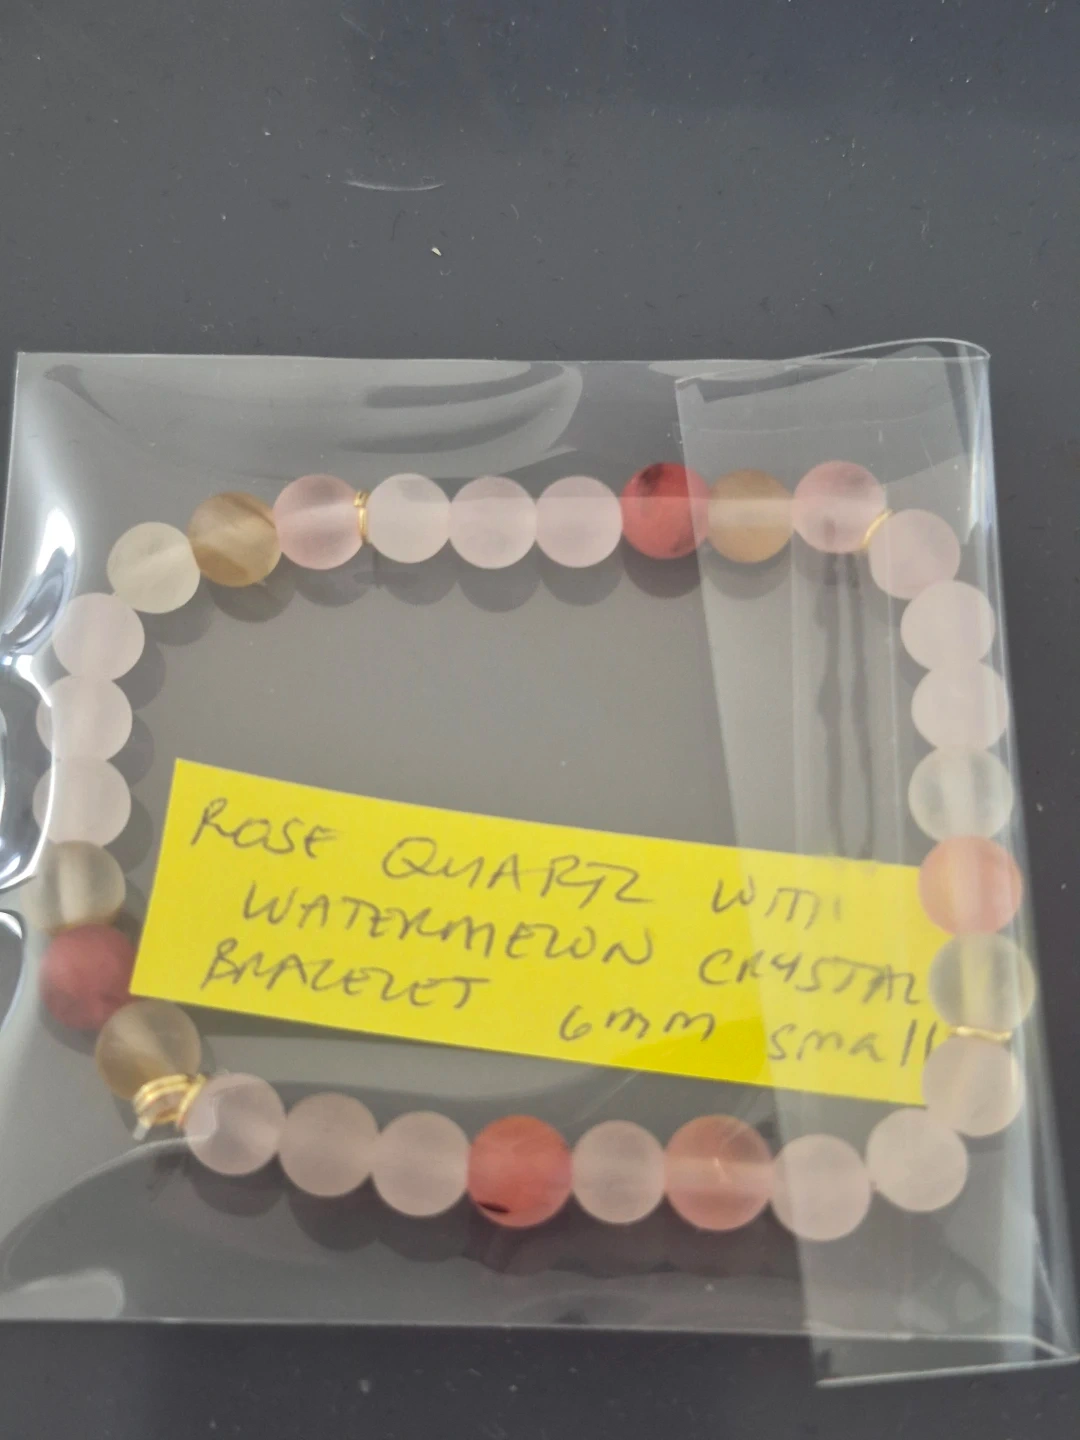 ROSE QUARTZ WITH
WATERMELON CRYSTAL
BRACELET 6mm small